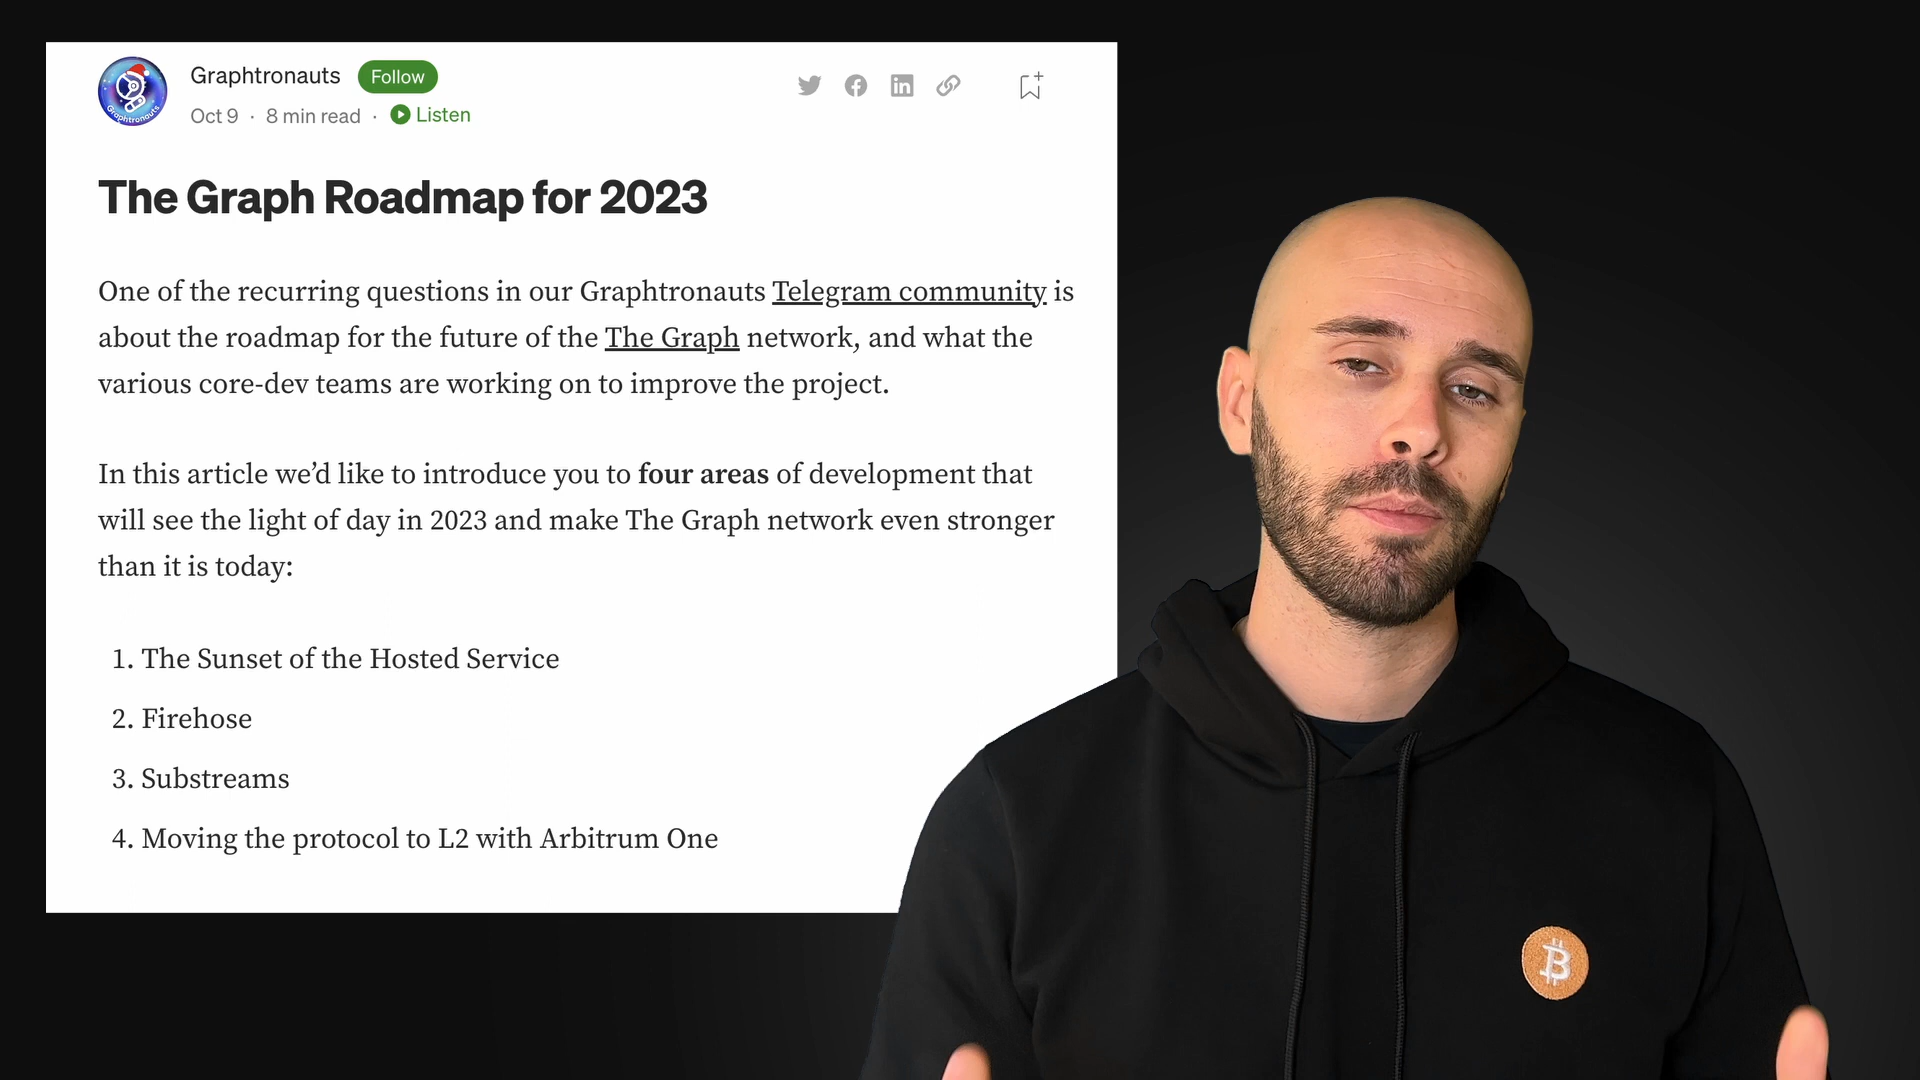 Graphtronauts Follow
Oct 9 · 8 min read · Listen
Graphtronauts
The Graph Roadmap for 2023
One of the recurring questions in our Graphtronauts Telegram community is
about the roadmap for the future of the The Graph network, and what the
various core-dev teams are working on to improve the project.
In this article we’d like to introduce you to four areas of development that
will see the light of day in 2023 and make The Graph network even stronger
than it is today:
1. The Sunset of the Hosted Service
2. Firehose
3. Substreams
4. Moving the protocol to L2 with Arbitrum One